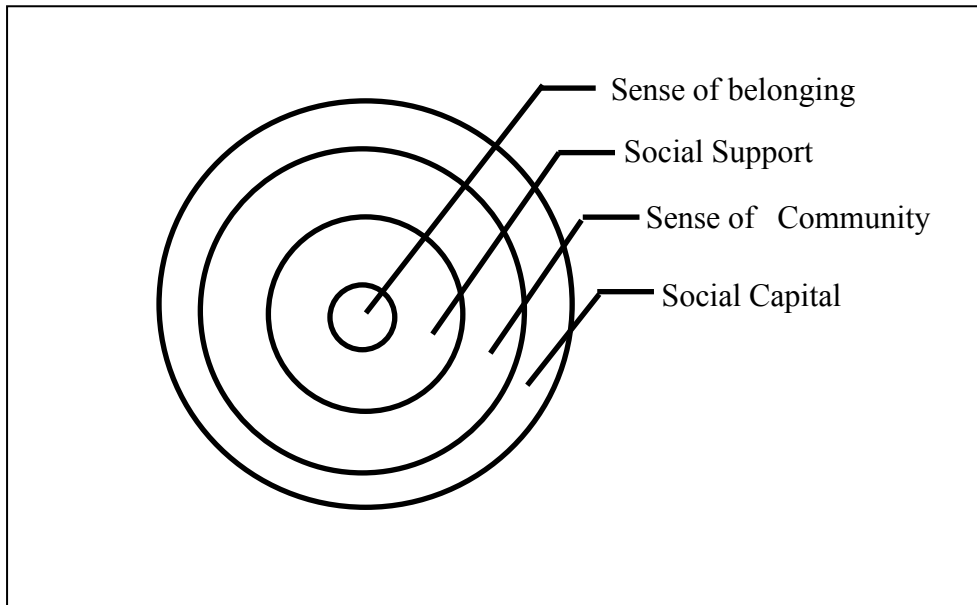 Sense of belonging
Social Support
Sense of  Community
Social Capital